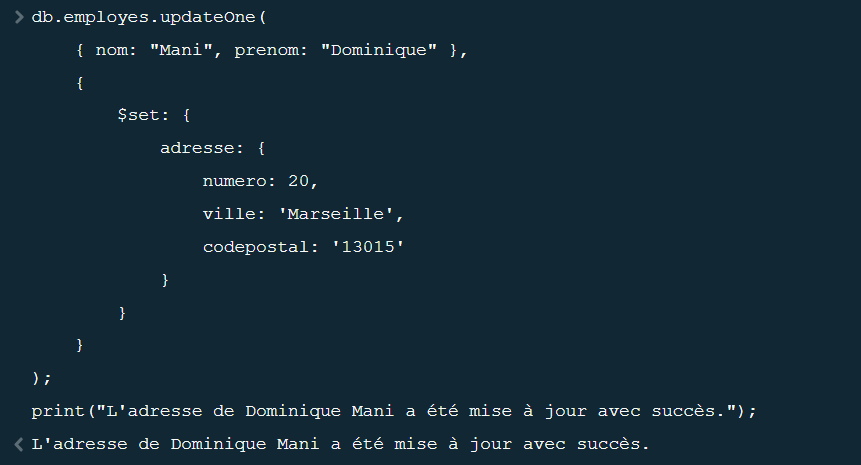 > db.employes.updateOne(
{ nom: "Mani", prenom: "Dominique" },
{
$set: {
adresse: {
numero: 20,
ville: 'Marseille',
codepostal: '13015'
}
}
}
);
print("L'adresse de Dominique Mani a été mise à jour avec succès.");
< L'adresse de Dominique Mani a été mise à jour avec succès.